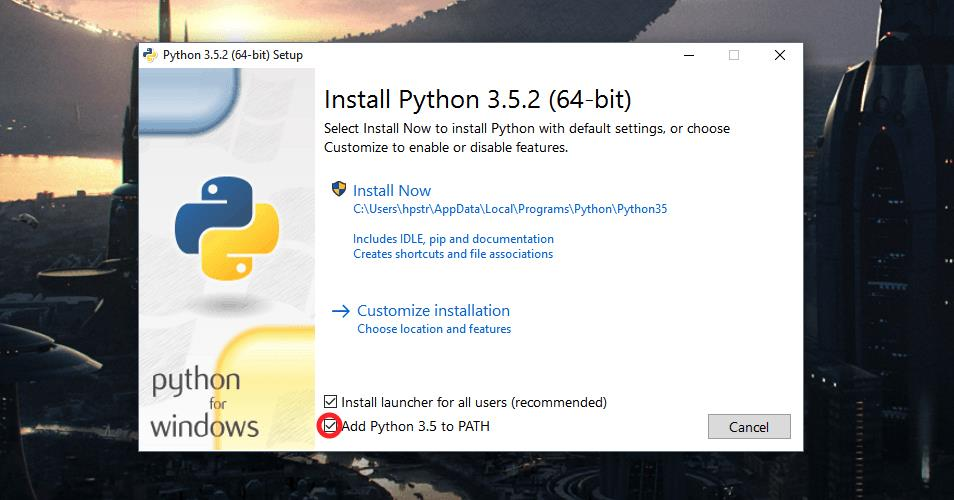 Python 3.5.2 (64-bit) Setup
Install Python 3.5.2 (64-bit)
Select Install Now to install Python with default settings, or choose
Customize to enable or disable features.
Install Now
C:\Users\hpstr\AppData\Local\Programs\Python\Python35
Includes IDLE, pip and documentation
Creates shortcuts and file associations
Customize installation
Choose location and features
python
for
windows
Install launcher for all users (recommended)
Add Python 3.5 to PATH
Cancel